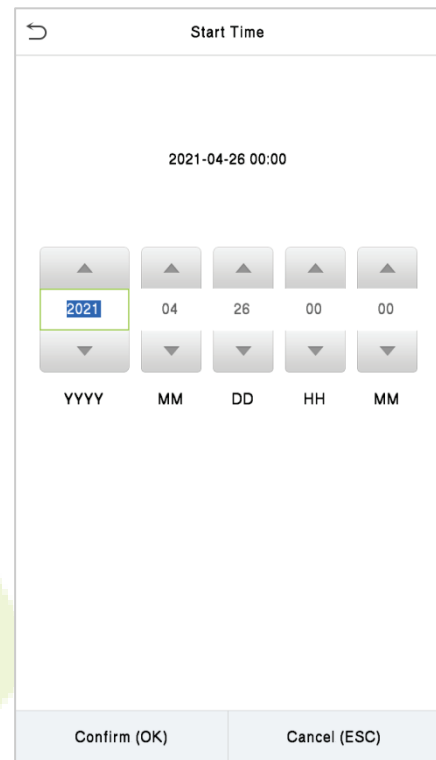 Start Time
2021-04-26 00:00
2021 04 26 00 00
YYYY MM DD HH MM
Confirm (OK) Cancel (ESC)